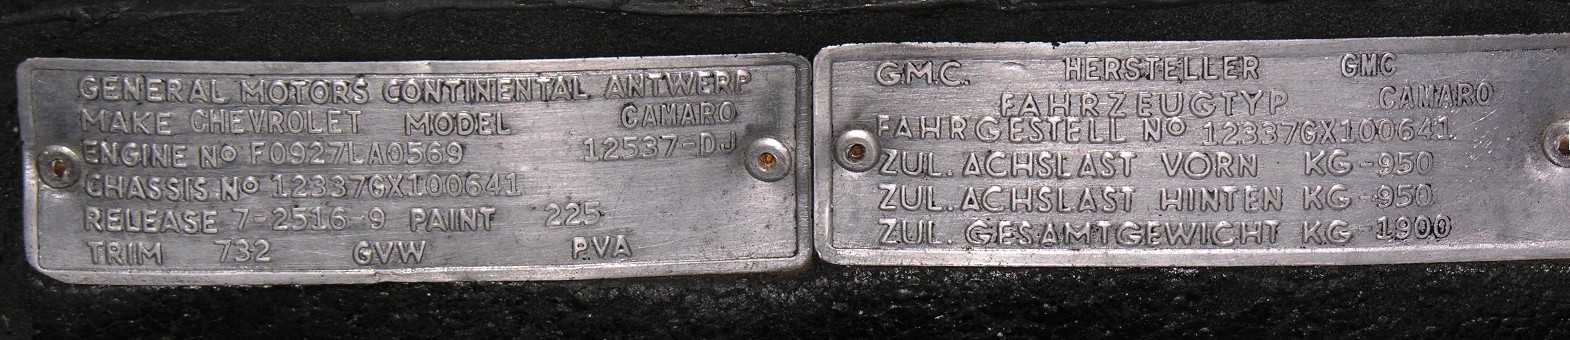 GENERAL MOTORS CONTINENTAL ANTWERP
MAKE CHEVROLET MODEL CAMARO
ENGINE No F0927LA0569 12537-DJ
CHASSIS No 12337GX100641
RELEASE 7-2516-9 PAINT 225
TRIM 732 GVW P.V.A
G.M.C. HERSTELLER GMC
FAHRZEUGTYP CAMARO
FAHRGESTELL No 12337GX100641.
ZUL. ACHSLAST VORN KG-950
ZUL. ACHSLAST HINTEN KG-950
ZUL. GESAMTGEWICHT KG-1900